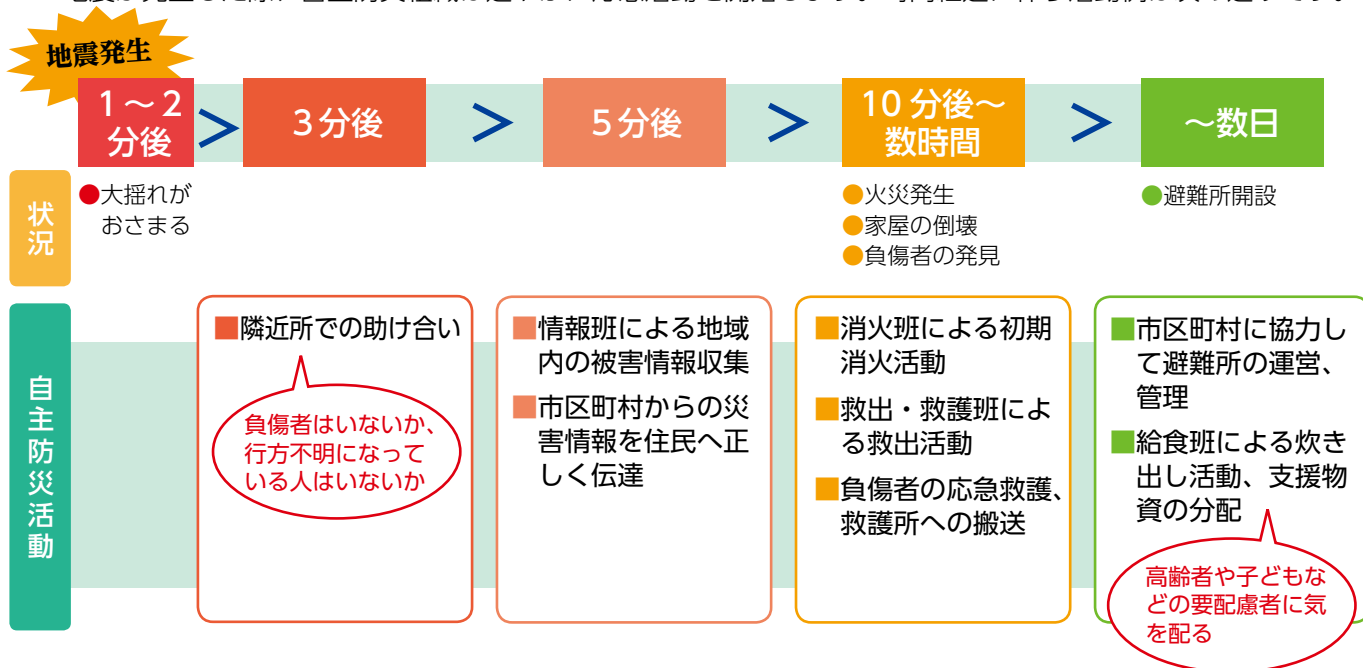 地震発生
1～2
分後
＞
3分後
＞
5分後
＞
10分後～
数時間
＞
～数日
状況
●大揺れが
おさまる
●火災発生
●家屋の倒壊
●負傷者の発見
●避難所開設
自主防災活動
■隣近所での助け合い
負傷者はいないか、
行方不明になって
いる人はいないか
■情報班による地域
内の被害情報収集
■市区町村からの災
害情報を住民へ正
しく伝達
■消火班による初期
消火活動
■救出・救護班によ
る救出活動
■負傷者の応急救護、
救護所への搬送
■市区町村に協力し
て避難所の運営、
管理
■給食班による炊き
出し活動、支援物
資の分配
高齢者や子どもな
どの要配慮者に気
を配る